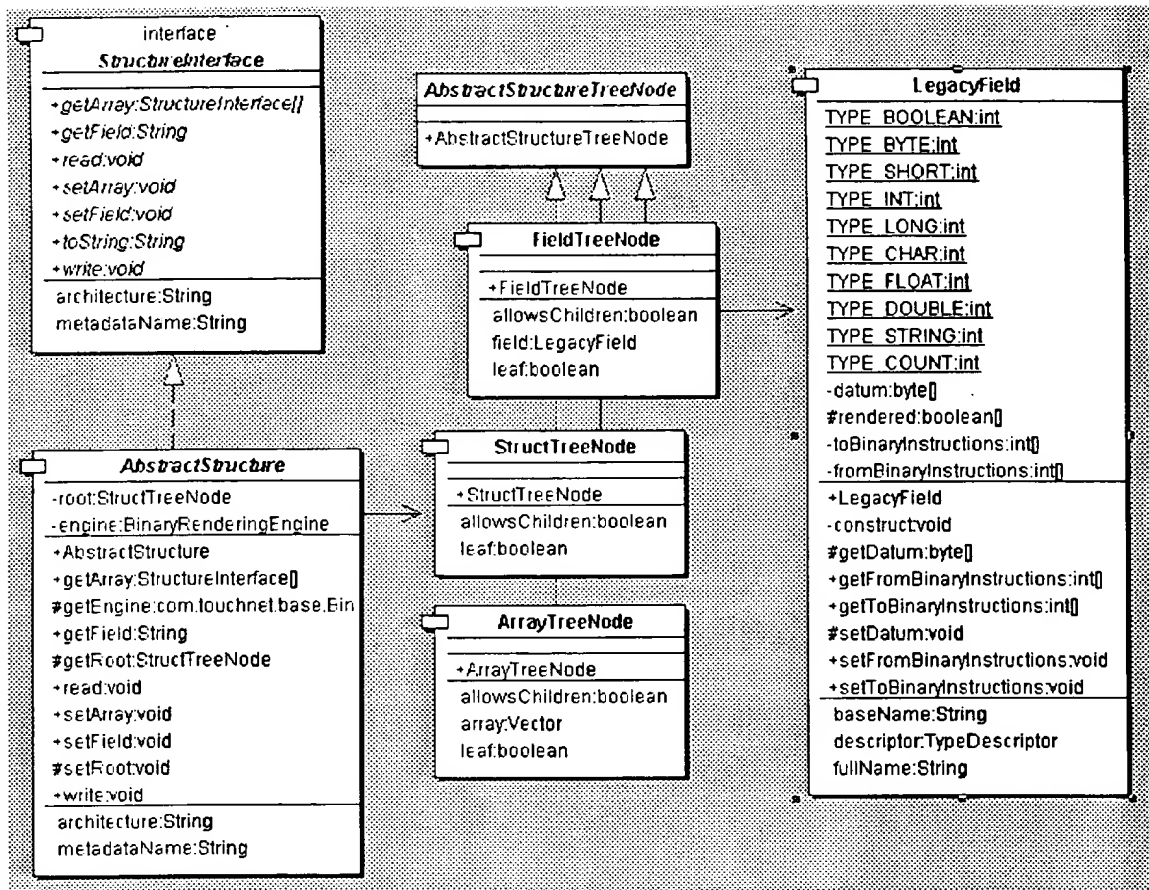 interface
StructureInterface
+getArray:StructureInterface[]
+getField:String
+read:void
+setArray:void
+setField:void
+toString:String
+write:void
architecture:String
metadataName:String
AbstractStructure
-root:StructTreeNode
-engine:BinaryRenderingEngine
+AbstractStructure
+getArray:StructureInterface[]
#getEngine:com.touchnet.base.Bin
+getField:String
#getRoot:StructTreeNode
+read:void
+setArray:void
+setField:void
#setRoot:void
+write:void
architecture:String
metadataName:String
AbstractStructureTreeNode
+AbstractStructureTreeNode
FieldTreeNode
+FieldTreeNode
allowsChildren:boolean
field:LegacyField
leaf:boolean
StructTreeNode
+StructTreeNode
allowsChildren:boolean
leaf:boolean
ArrayTreeNode
+ArrayTreeNode
allowsChildren:boolean
array:Vector
leaf:boolean
LegacyField
TYPE_BOOLEAN:int
TYPE_BYTE:int
TYPE_SHORT:int
TYPE_INT:int
TYPE_LONG:int
TYPE_CHAR:int
TYPE_FLOAT:int
TYPE_DOUBLE:int
TYPE_STRING:int
TYPE_COUNT:int
-datum:byte[]
#rendered:boolean[]
-toBinaryInstructions:int[]
-fromBinaryInstructions:int[]
+LegacyField
-construct:void
#getDatum:byte[]
+getFromBinaryInstructions:int[]
+getToBinaryInstructions:int[]
#setDatum:void
+setFromBinaryInstructions:void
+setToBinaryInstructions:void
baseName:String
descriptor:TypeDescriptor
fullName:String